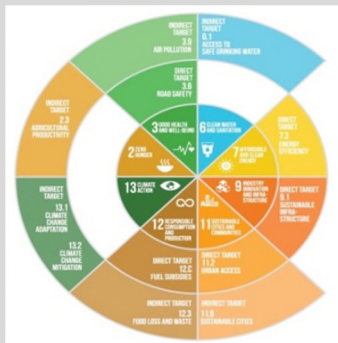 INDIRECT
TARGET
3.9
AIR POLLUTION
INDIRECT
TARGET
6.1
ACCESS TO
SAFE DRINKING WATER
DIRECT
TARGET
3.6
ROAD SAFETY
INDIRECT
TARGET
2.3
AGRICULTURAL
PRODUCTIVITY
DIRECT
TARGET
7.3
ENERGY
EFFICIENCY
3 GOOD HEALTH
AND WELL-BEING
6 CLEAN WATER
AND SANITATION
2 ZERO
HUNGER
7 AFFORDABLE
AND CLEAN
ENERGY
13 CLIMATE
ACTION
9 INDUSTRY
INNOVATION
AND INFRA-
STRUCTURE
12 RESPONSIBLE
CONSUMPTION
AND
PRODUCTION
11 SUSTAINABLE
CITIES AND
COMMUNITIES
INDIRECT
TARGET
13.1
CLIMATE
CHANGE
ADAPTATION
13.2
CLIMATE
CHANGE
MITIGATION
DIRECT TARGET
9.1
SUSTAINABLE
INFRA-
STRUCTURE
DIRECT TARGET
12.C
FUEL SUBSIDIES
DIRECT TARGET
11.2
URBAN ACCESS
INDIRECT TARGET
12.3
FOOD LOSS AND WASTE
INDIRECT TARGET
11.6
SUSTAINABLE CITIES